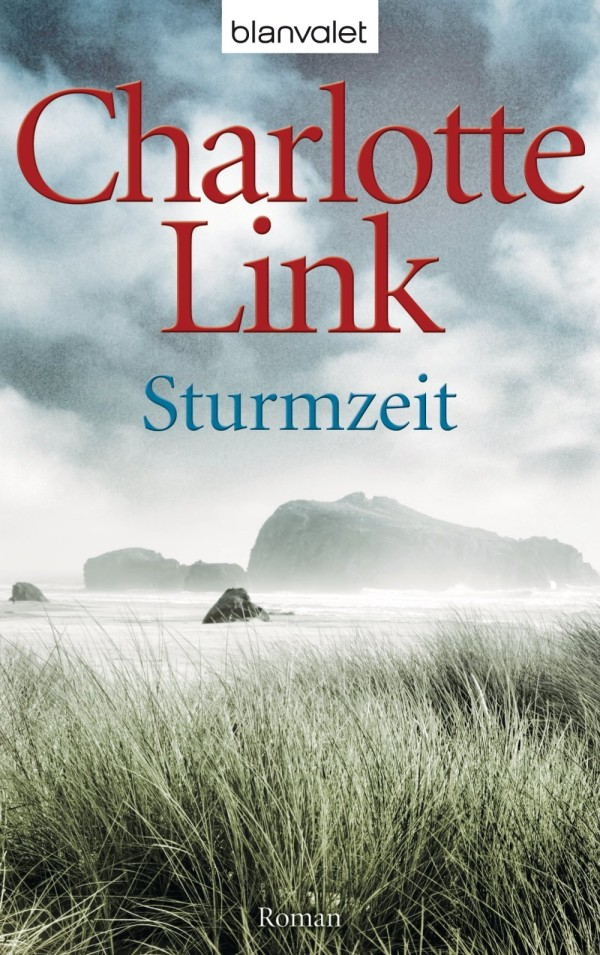 blanvalet
Charlotte
Link
Sturmzeit
Roman